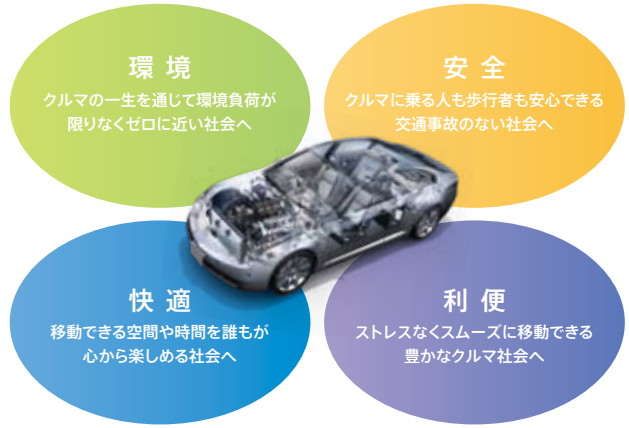 環境
クルマの一生を通じて環境負荷が
限りなくゼロに近い社会へ
安全
クルマに乗る人も歩行者も安心できる
交通事故のない社会へ
快適
移動できる空間や時間を誰もが
心から楽しめる社会へ
利便
ストレスなくスムーズに移動できる
豊かなクルマ社会へ